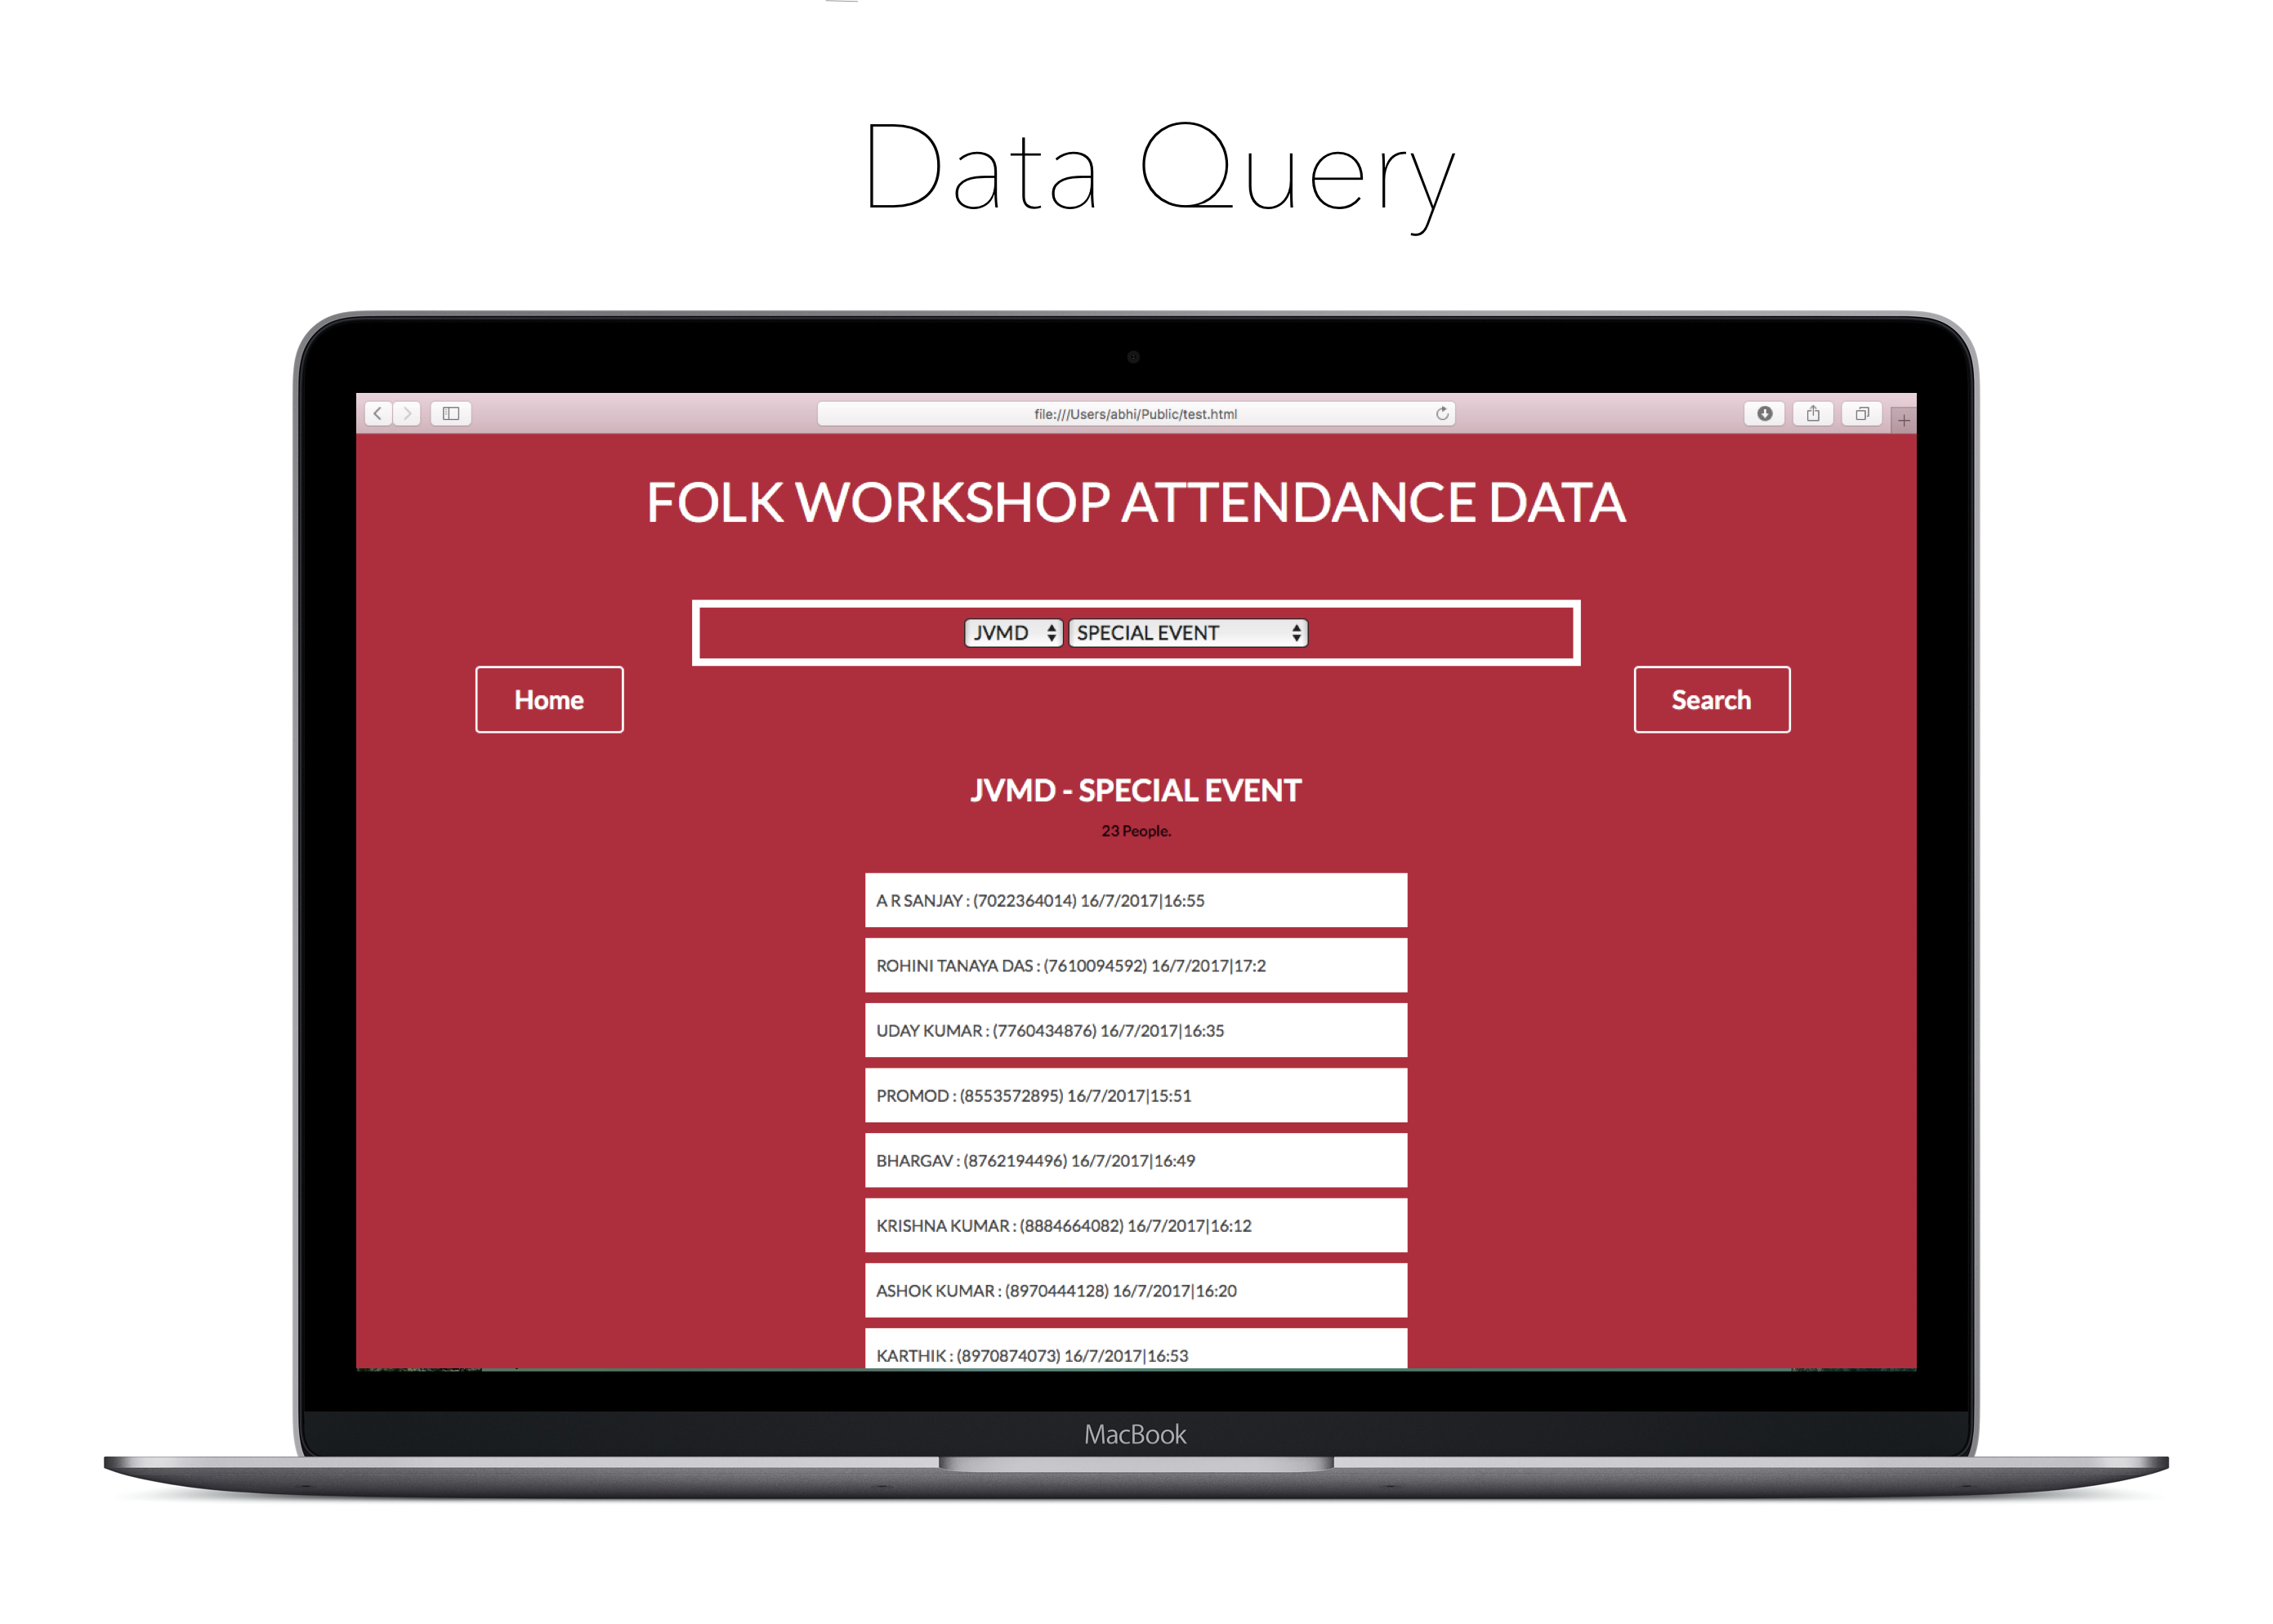 Data Query
file:///Users/abhi/Public/test.html
FOLK WORKSHOP ATTENDANCE DATA
JVMD SPECIAL EVENT
Home Search
JVMD - SPECIAL EVENT
23 People.
A R SANJAY : (7022364014) 16/7/2017|16:55
ROHINI TANAYA DAS : (7610094592) 16/7/2017|17:2
UDAY KUMAR : (7760434876) 16/7/2017|16:35
PROMOD : (8553572895) 16/7/2017|15:51
BHARGAV : (8762194496) 16/7/2017|16:49
KRISHNA KUMAR : (8884664082) 16/7/2017|16:12
ASHOK KUMAR : (8970444128) 16/7/2017|16:20
KARTHIK : (8970874073) 16/7/2017|16:53
MacBook